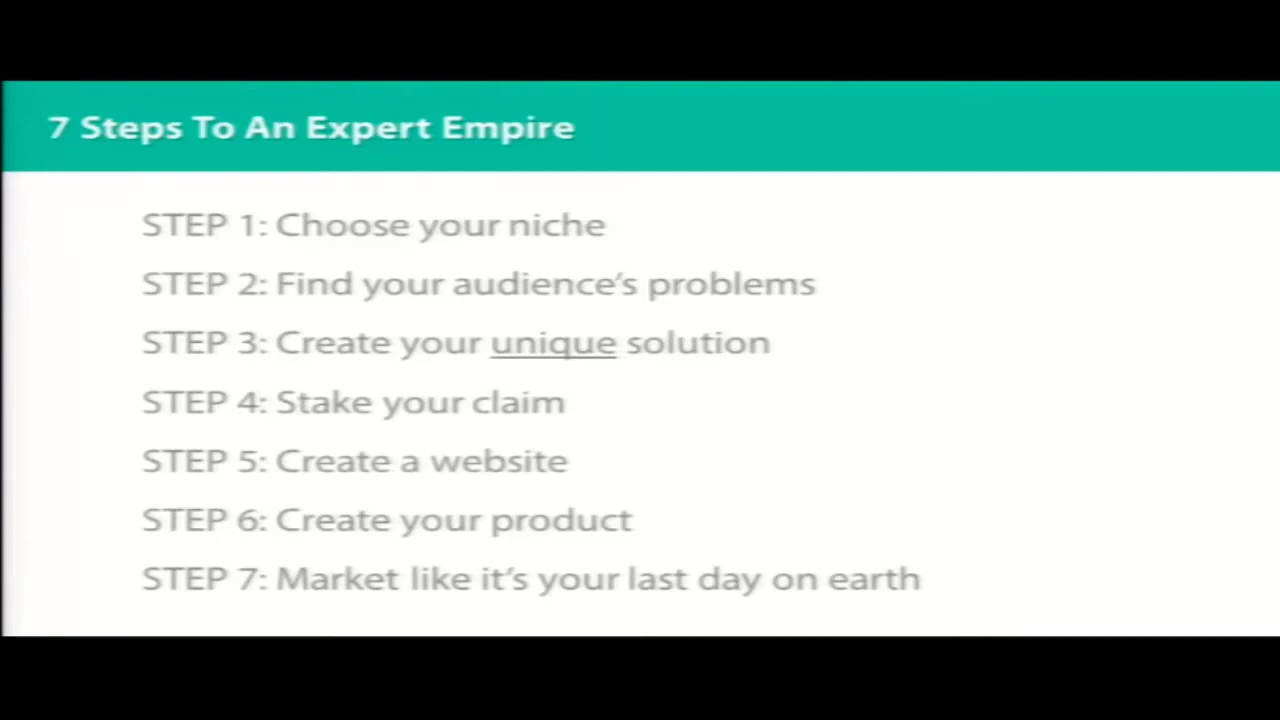 7 Steps To An Expert Empire
STEP 1: Choose your niche
STEP 2: Find your audience's problems
STEP 3: Create your unique solution
STEP 4: Stake your claim
STEP 5: Create a website
STEP 6: Create your product
STEP 7: Market like it's your last day on earth